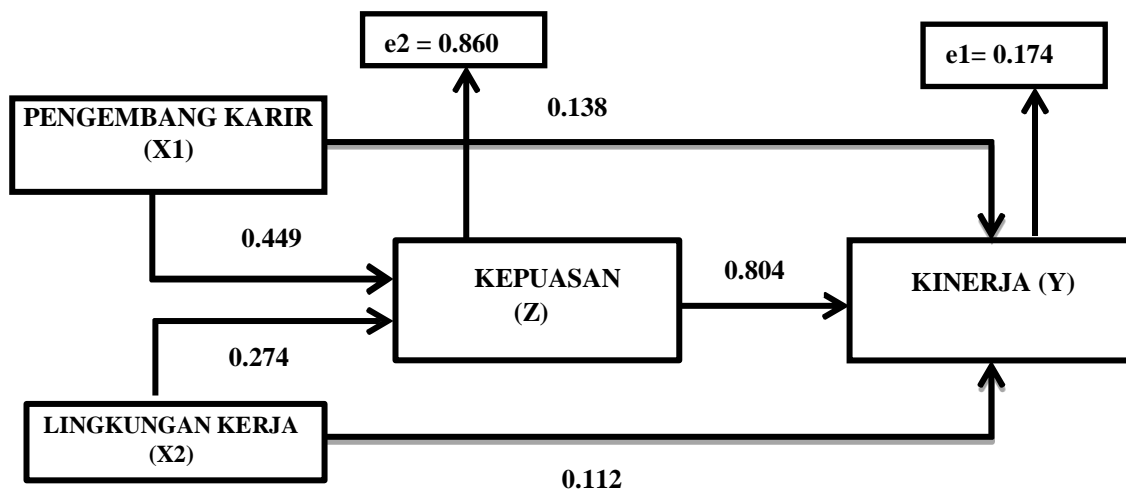 e2 = 0.860
e1= 0.174
PENGEMBANG KARIR
(X1)
0.138
0.449
KEPUASAN
(Z)
0.804
KINERJA (Y)
0.274
LINGKUNGAN KERJA
(X2)
0.112